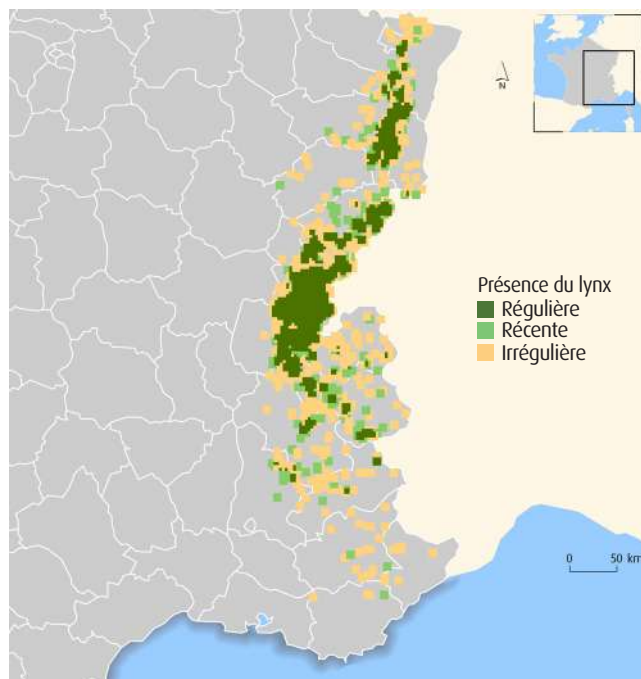 N
Présence du lynx
Régulière
Récente
Irrégulière
0 50 km